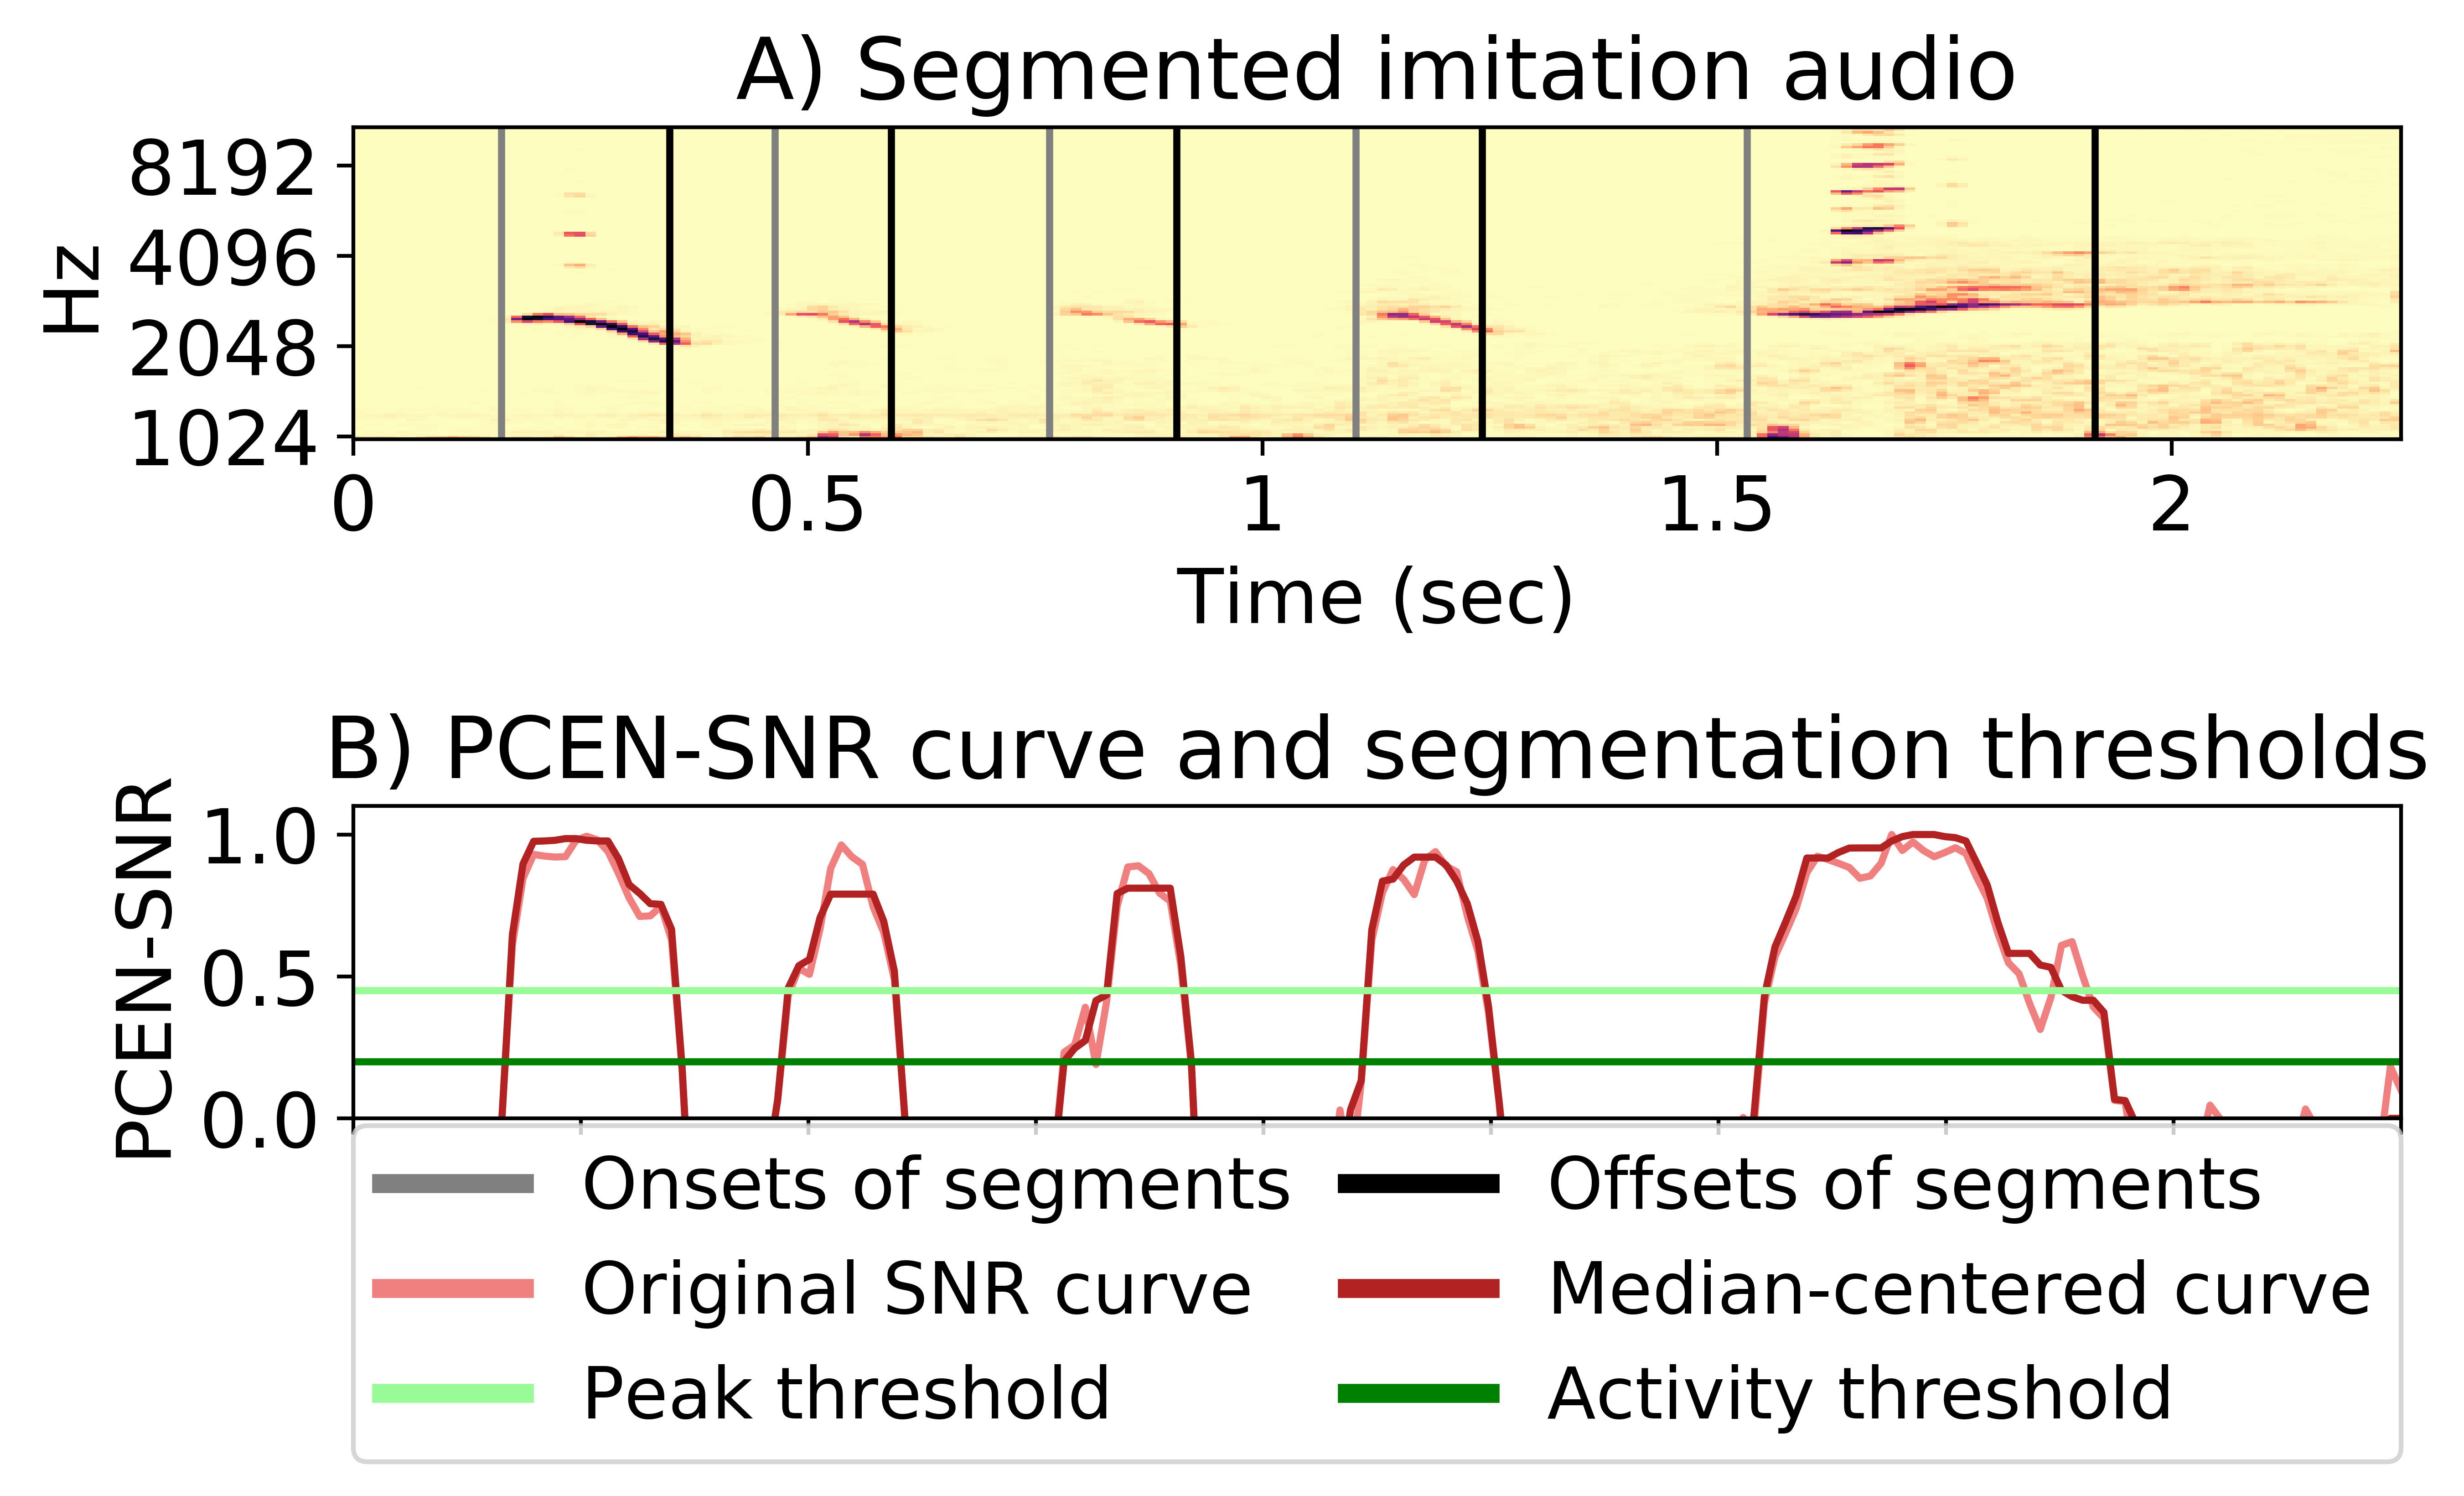 A) Segmented imitation audio
Hz
8192
4096
2048
1024
0 0.5 1 1.5 2
Time (sec)
B) PCEN-SNR curve and segmentation thresholds
PCEN-SNR
1.0
0.5
0.0
Onsets of segments Offsets of segments
Original SNR curve Median-centered curve
Peak threshold Activity threshold